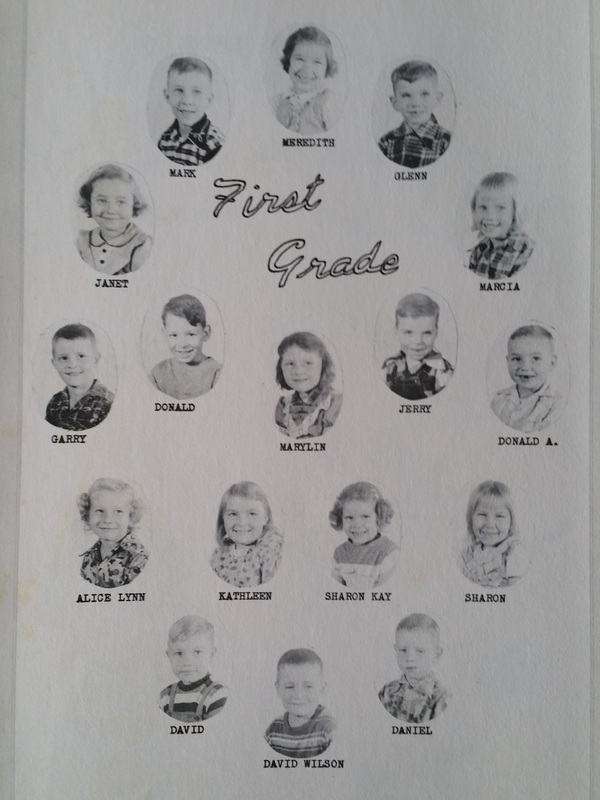 MEREDITH
MARK
GLENN
First
Grade
JANET
MARCIA
DONALD
JERRY
GARRY
MARYLIN
DONALD A.
ALICE LYNN
KATHLEEN
SHARON KAY
SHARON
DAVID
DANIEL
DAVID WILSON